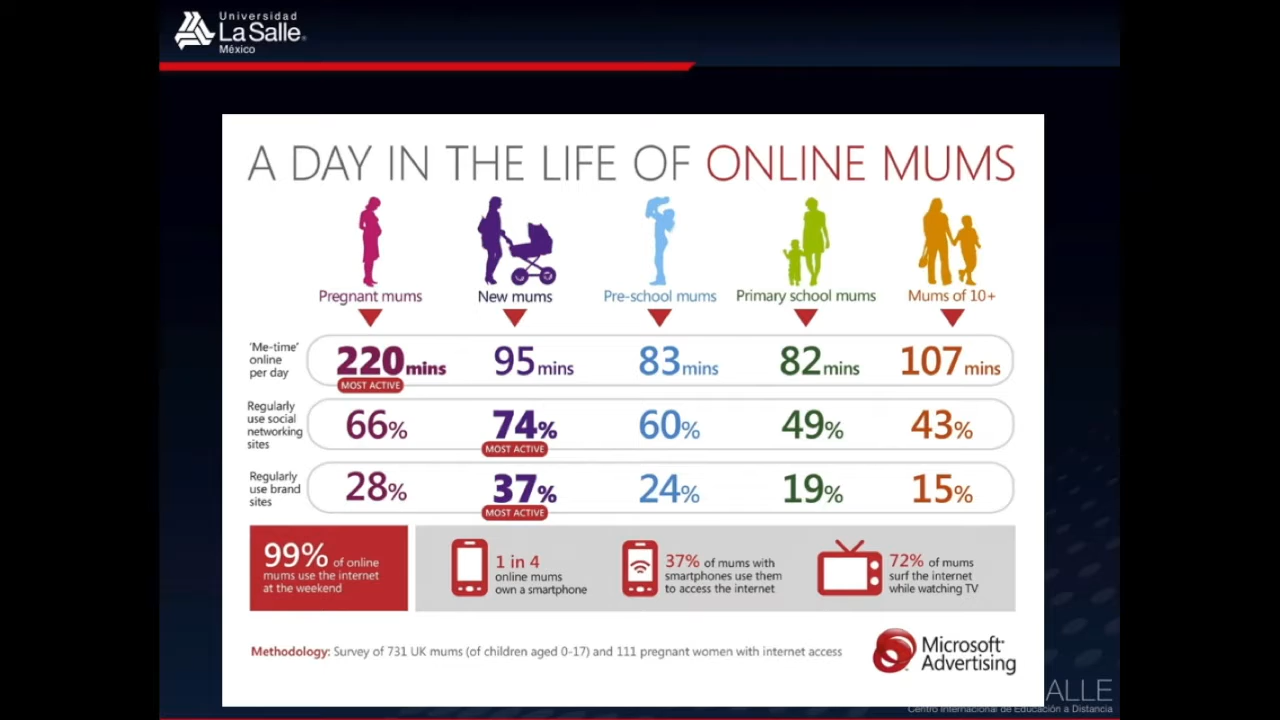 Universidad
La Salle
México
A DAY IN THE LIFE OF ONLINE MUMS
Pregnant mums
New mums
Pre-school mums
Primary school mums
Mums of 10+
'Me-time'
online
per day
220 mins
MOST ACTIVE
95 mins
83 mins
82 mins
107 mins
Regularly
use social
networking
sites
66%
74%
MOST ACTIVE
60%
49%
43%
Regularly
use brand
sites
28%
37%
MOST ACTIVE
24%
19%
15%
99% of online
mums use the internet
at the weekend
1 in 4
online mums
own a smartphone
37% of mums with
smartphones use them
to access the internet
72% of mums
surf the internet
while watching TV
Methodology: Survey of 731 UK mums (of children aged 0-17) and 111 pregnant women with internet access
Microsoft®
Advertising
ALLE
Centro Internacional de Educación a Distancia